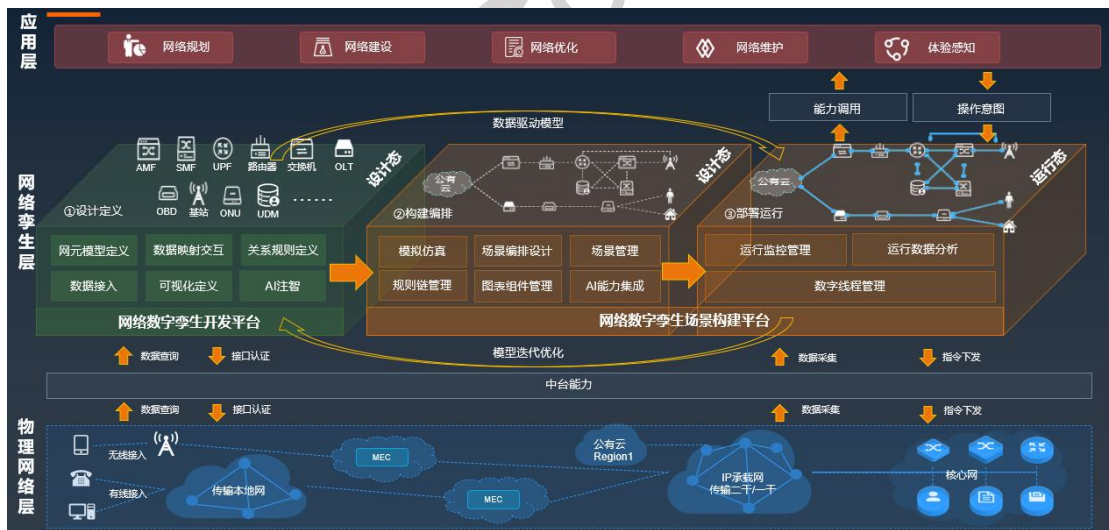 应用层
网络规划
网络建设
网络优化
网络维护
体验感知
能力调用
操作意图
数据驱动模型
网络孪生层
AMF
SMF
UPF
路由器
交换机
OLT
设计态
OBD
基站
ONU
UDM
……
①设计定义
网元模型定义
数据映射交互
关系规则定义
数据接入
可视化定义
AI注智
网络数字孪生开发平台
公有云
设计态
②构建编排
模拟仿真
场景编排设计
场景管理
规则链管理
图表组件管理
AI能力集成
公有云
运行态
③部署运行
运行监控管理
运行数据分析
数字线程管理
网络数字孪生场景构建平台
模型迭代优化
数据查询
接口认证
数据采集
指令下发
中台能力
数据查询
接口认证
数据采集
指令下发
物理网络层
无线接入
有线接入
传输本地网
MEC
MEC
公有云
Region1
IP承载网
传输二干/一干
核心网